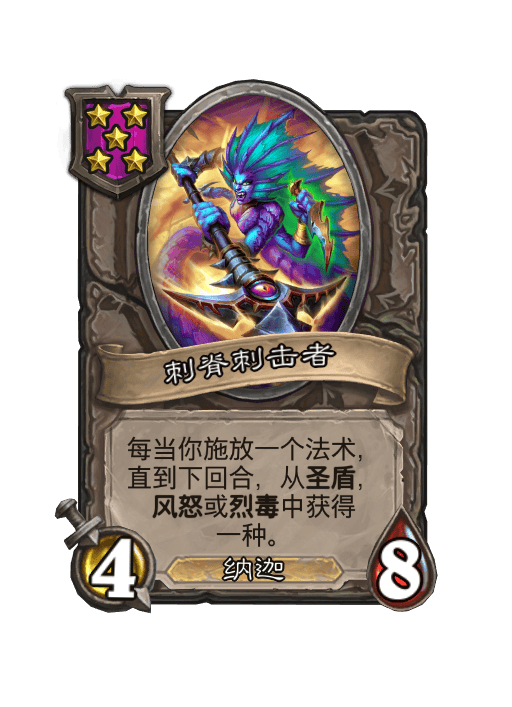 刺脊刺击者
每当你施放一个法术，
直到下回合，从圣盾，
风怒或烈毒中获得
一种。
4
纳迦
8